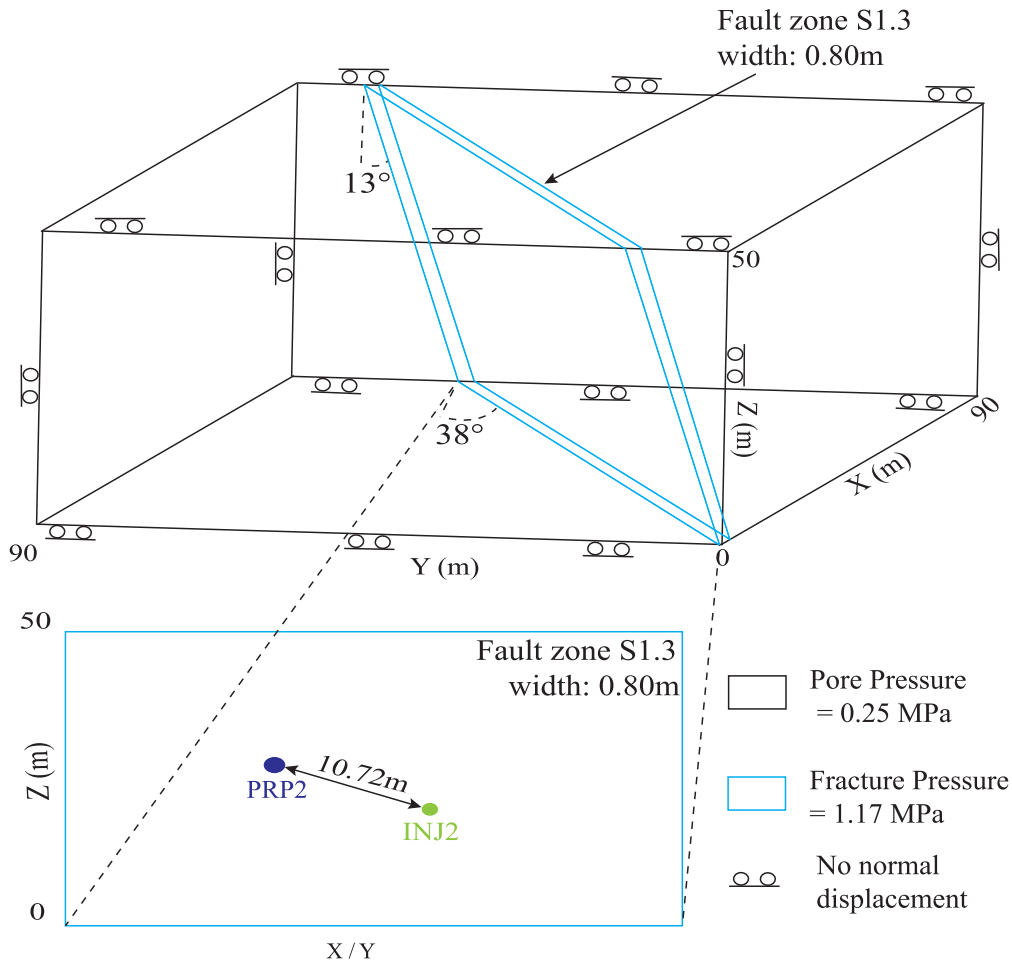 Fault zone S1.3
width: 0.80m
13°
50
Z (m)
90
X (m)
38°
90
Y (m)
0
50
Fault zone S1.3
width: 0.80m
Z (m)
10.72m
PRP2
INJ2
0
X / Y
Pore Pressure
= 0.25 MPa
Fracture Pressure
= 1.17 MPa
No normal
displacement